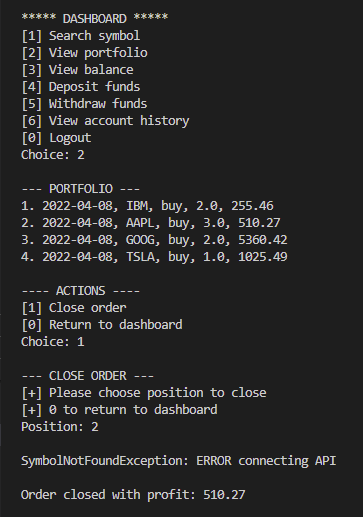 ***** DASHBOARD *****
[1] Search symbol
[2] View portfolio
[3] View balance
[4] Deposit funds
[5] Withdraw funds
[6] View account history
[0] Logout
Choice: 2
--- PORTFOLIO ---
1. 2022-04-08, IBM, buy, 2.0, 255.46
2. 2022-04-08, AAPL, buy, 3.0, 510.27
3. 2022-04-08, GOOG, buy, 2.0, 5360.42
4. 2022-04-08, TSLA, buy, 1.0, 1025.49
---- ACTIONS ----
[1] Close order
[0] Return to dashboard
Choice: 1
--- CLOSE ORDER ---
[+] Please choose position to close
[+] 0 to return to dashboard
Position: 2
SymbolNotFoundException: ERROR connecting API
Order closed with profit: 510.27